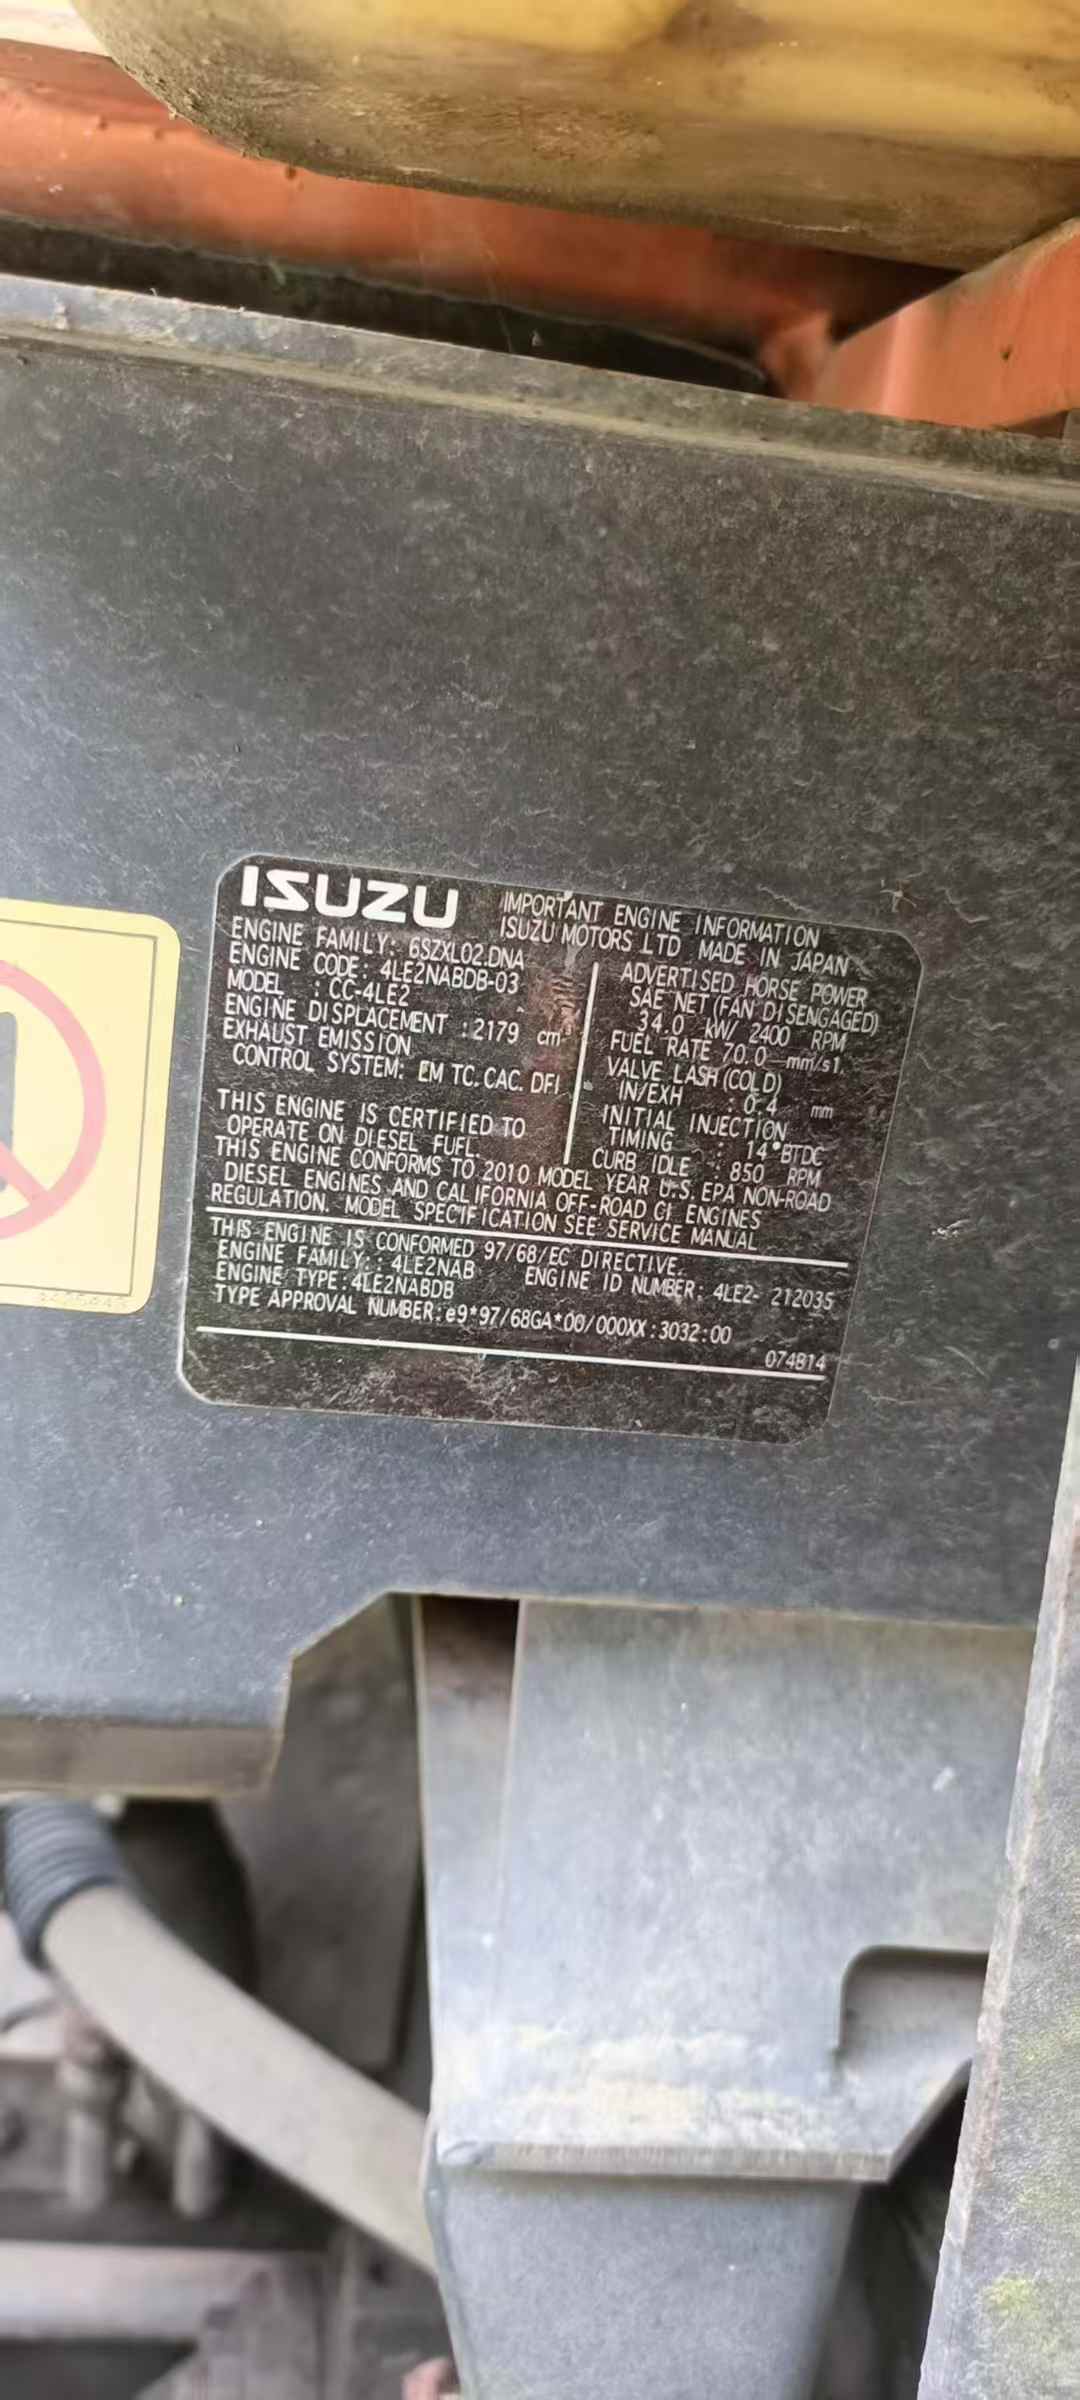 ISUZU
IMPORTANT ENGINE INFORMATION
ISUZU MOTORS LTD MADE IN JAPAN
ENGINE FAMILY: 6SZXL02.DNA
ENGINE CODE: 4LE2NABDB-03
MODEL : CC-4LE2
ENGINE DISPLACEMENT : 2179 cm³
EXHAUST EMISSION
CONTROL SYSTEM: EM TC. CAC. DFI
THIS ENGINE IS CERTIFIED TO
OPERATE ON DIESEL FUEL.
ADVERTISED HORSE POWER
SAE NET (FAN DISENGAGED)
34.0 kW/ 2400 RPM
FUEL RATE 70.0 mm/s1.
VALVE LASH (COLD)
IN/EXH : 0.4 mm
INITIAL INJECTION
TIMING : 14° BTDC
CURB IDLE : 850 RPM
THIS ENGINE CONFORMS TO 2010 MODEL YEAR U.S. EPA NON-ROAD
DIESEL ENGINES AND CALIFORNIA OFF-ROAD CI ENGINES
REGULATION. MODEL SPECIFICATION SEE SERVICE MANUAL
THIS ENGINE IS CONFORMED 97/68/EC DIRECTIVE.
ENGINE FAMILY: : 4LE2NAB ENGINE ID NUMBER: 4LE2- 212035
ENGINE TYPE: 4LE2NABDB
TYPE APPROVAL NUMBER: e9*97/68GA*00/000XX:3032:00
074814